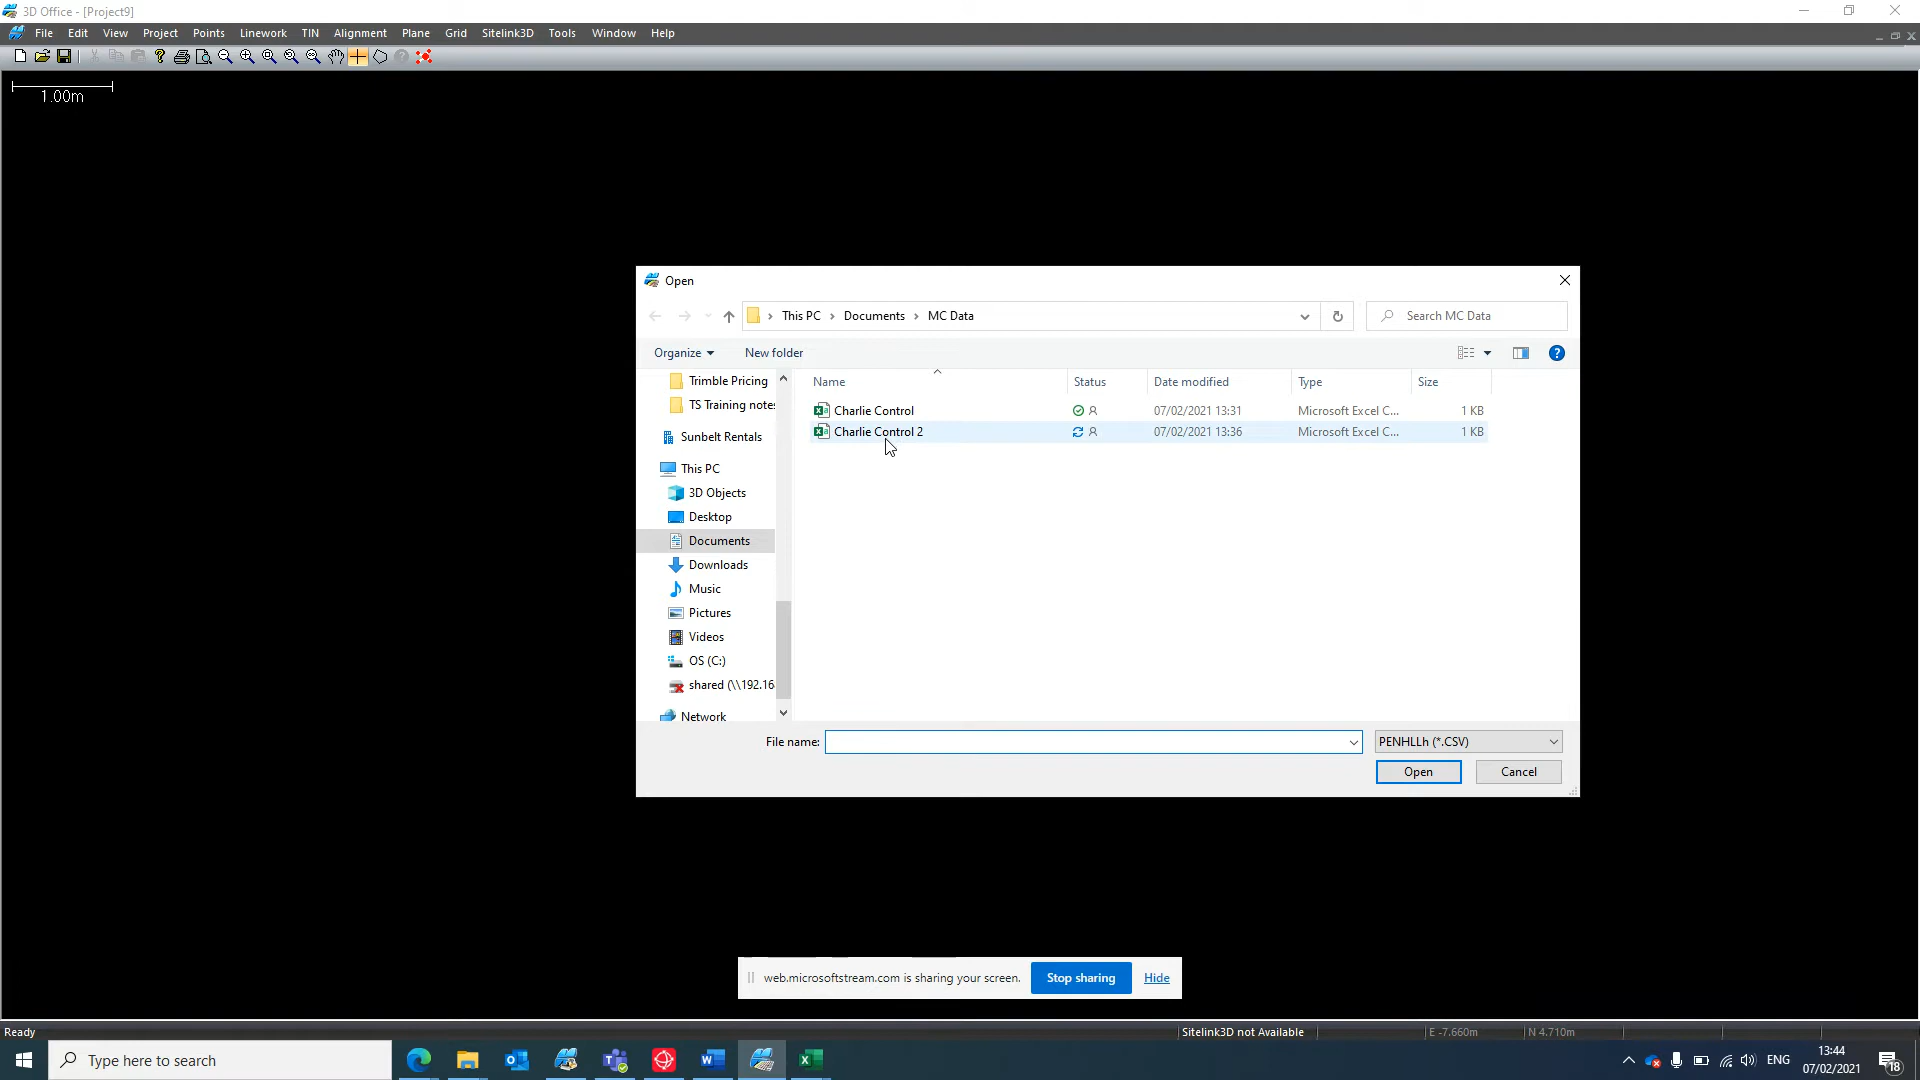 3D Office - [Project9]
File Edit View Project Points Linework TIN Alignment Plane Grid Sitelink3D Tools Window Help
1.00m
Open
This PC > Documents > MC Data
Search MC Data
Organize New folder
Name Status Date modified Type Size
Charlie Control 07/02/2021 13:31 Microsoft Excel C... 1 KB
Charlie Control 2 07/02/2021 13:36 Microsoft Excel C... 1 KB
Trimble Pricing
TS Training notes
Sunbelt Rentals
This PC
3D Objects
Desktop
Documents
Downloads
Music
Pictures
Videos
OS (C:)
shared (\\192.16
Network
File name: PENHLLh (*.CSV)
Open Cancel
web.microsoftstream.com is sharing your screen. Stop sharing Hide
Ready Sitelink3D not Available E -7.660m N 4.710m
Type here to search
ENG
13:44
07/02/2021
18